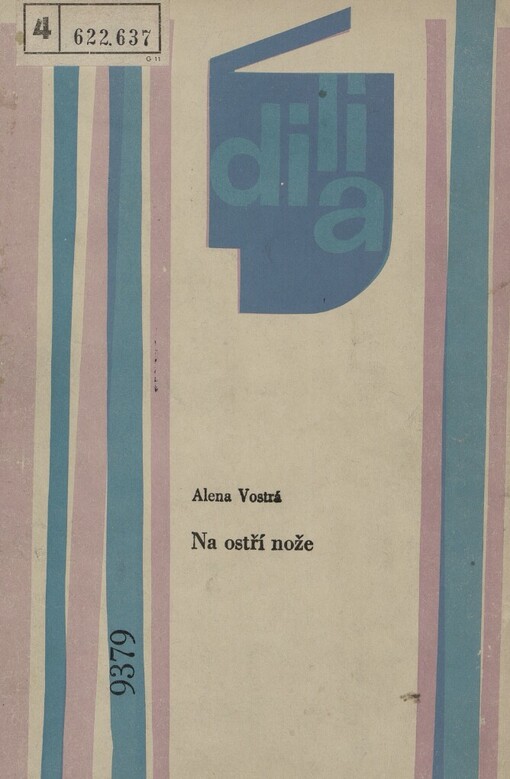 4 622.637
G 11
dilia
Alena Vostrá
Na ostří nože
9379